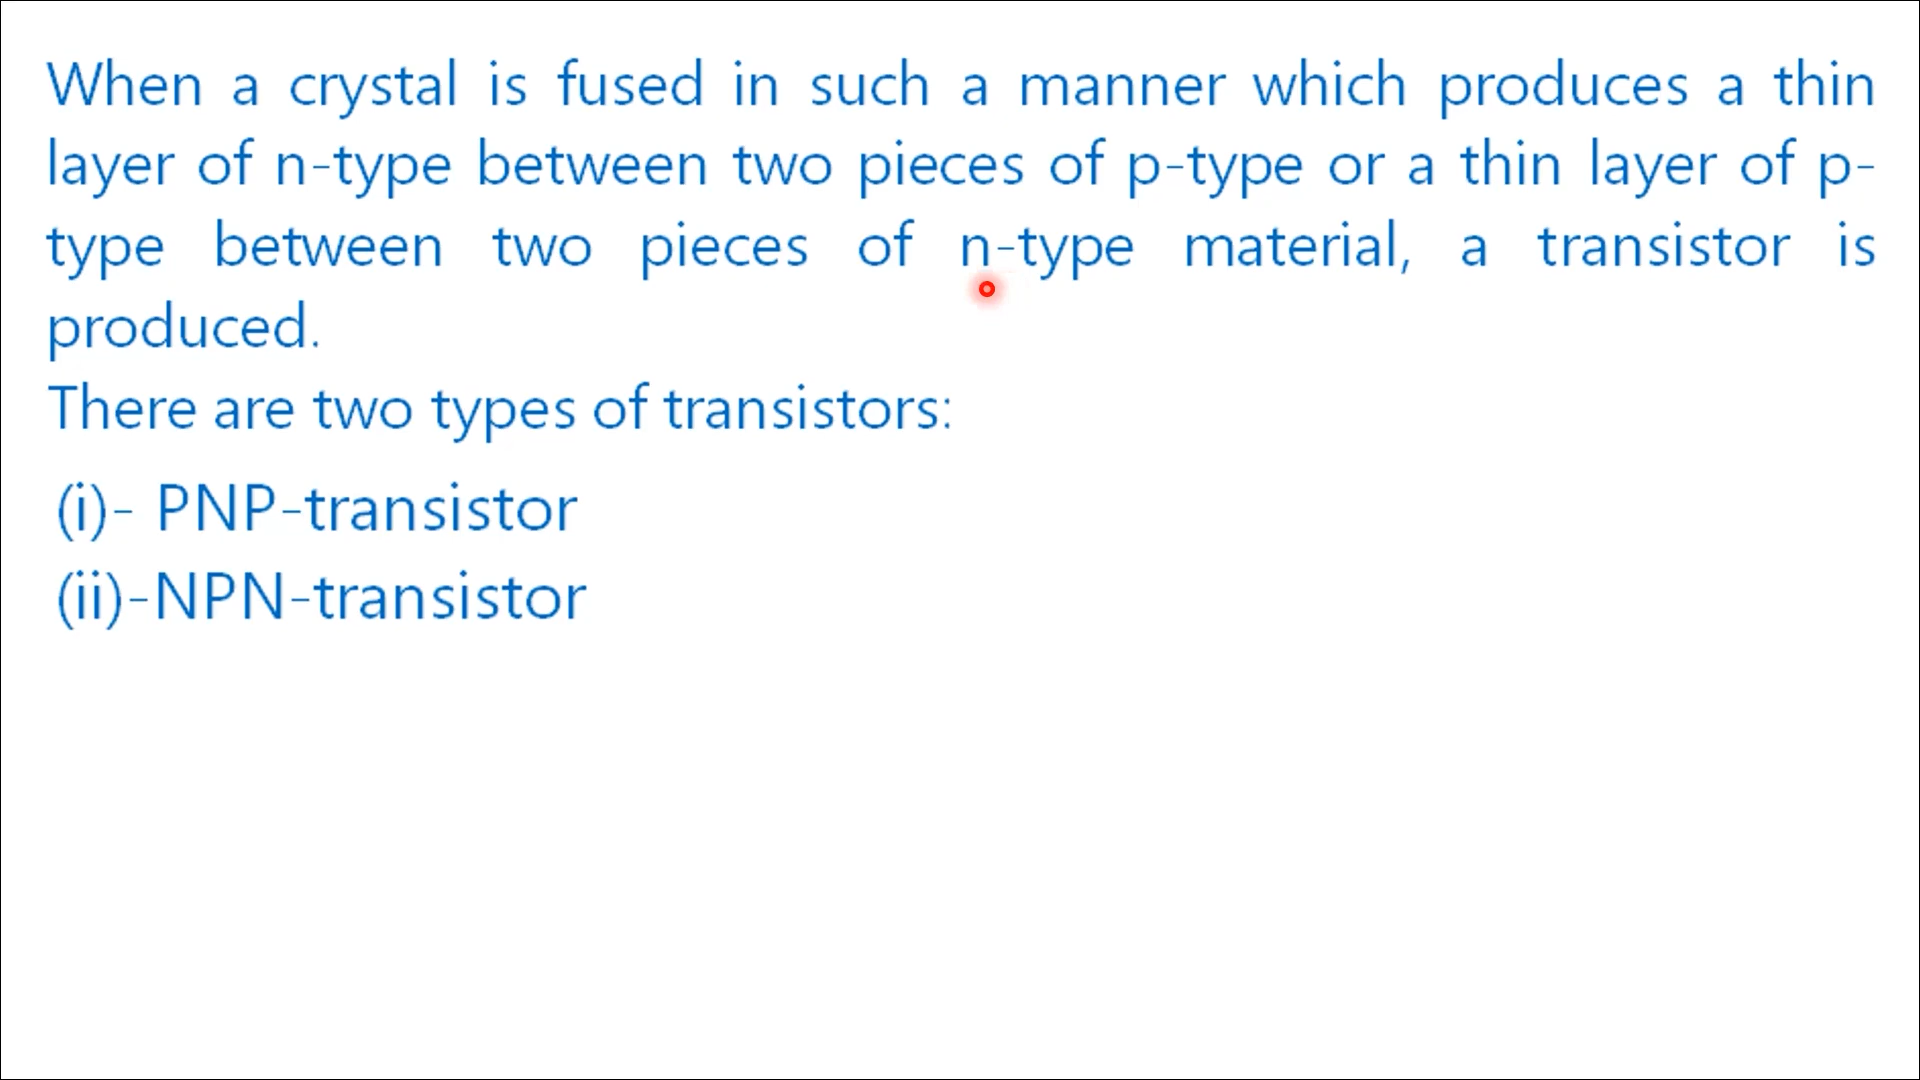 When a crystal is fused in such a manner which produces a thin
layer of n-type between two pieces of p-type or a thin layer of p-
type between two pieces of n-type material, a transistor is
produced.
There are two types of transistors:
(i)- PNP-transistor
(ii)-NPN-transistor